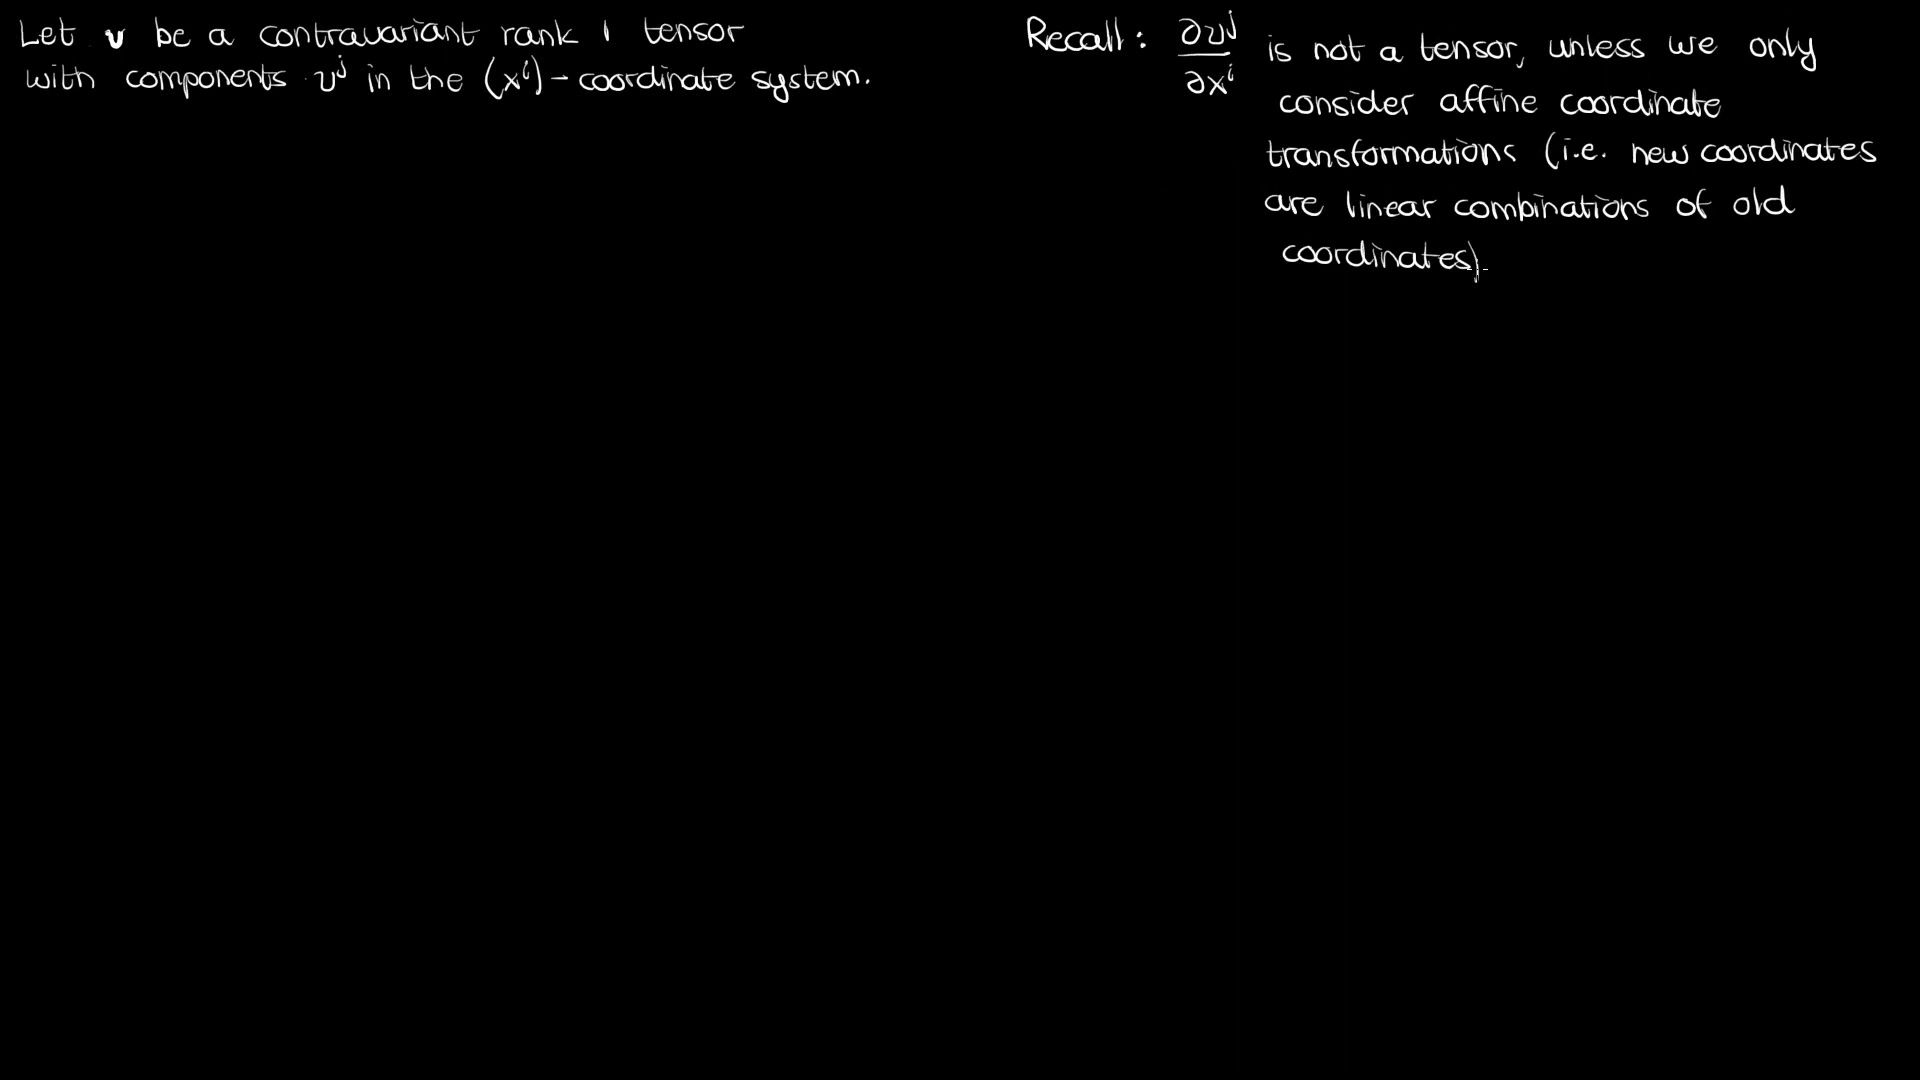 Let v be a contravariant rank 1 tensor
with components v^j in the (x^i) - coordinate system.
Recall: ∂v^j/∂x^i is not a tensor, unless we only
consider affine coordinate
transformations (i.e. new coordinates
are linear combinations of old
coordinates).